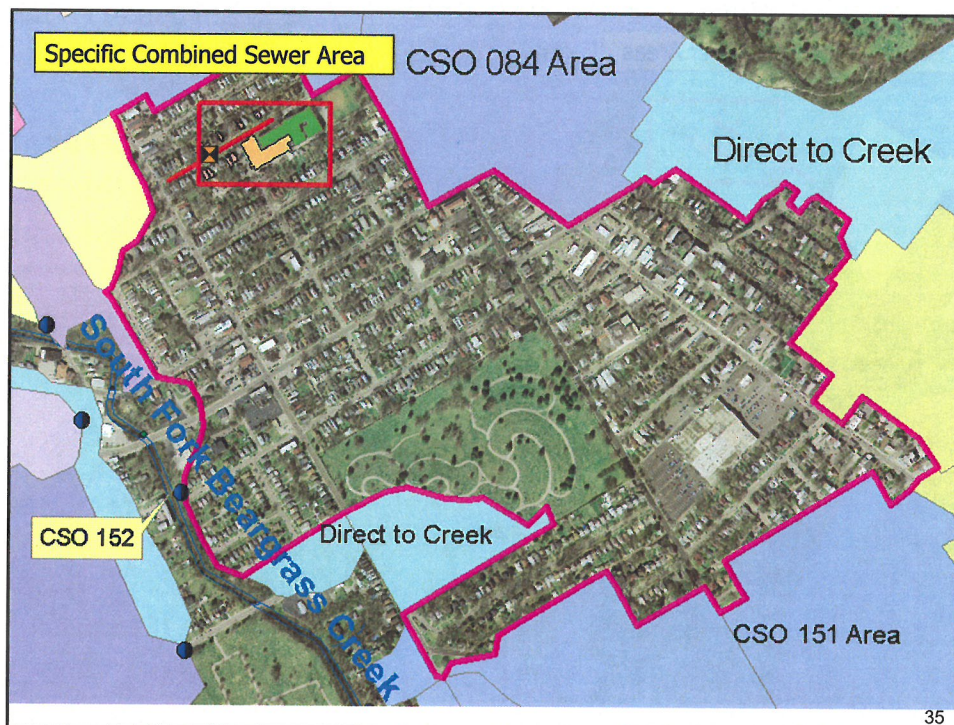 Specific Combined Sewer Area
CSO 084 Area
Direct to Creek
South Fork Beargrass Creek
CSO 152
Direct to Creek
CSO 151 Area
35